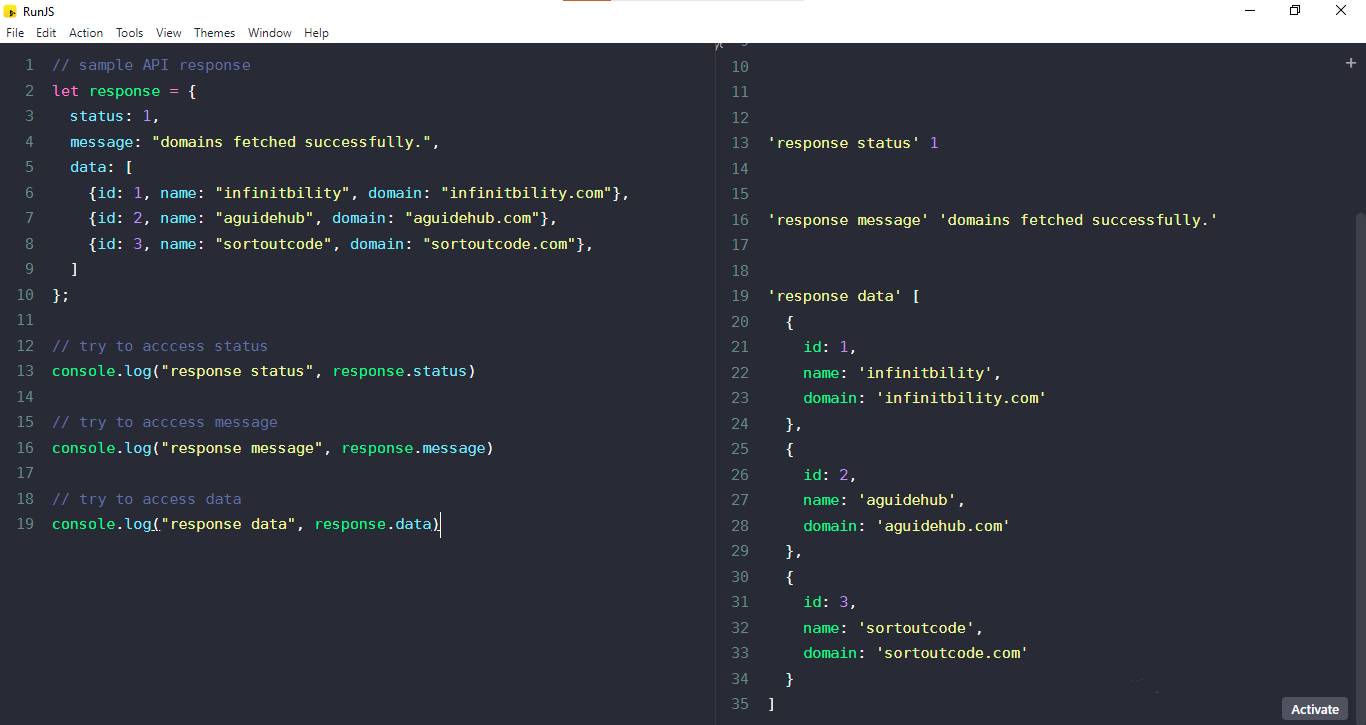 RunJS
File Edit Action Tools View Themes Window Help
1 // sample API response
2 let response = {
3 status: 1,
4 message: "domains fetched successfully.",
5 data: [
6 {id: 1, name: "infinitbility", domain: "infinitbility.com"},
7 {id: 2, name: "aguidehub", domain: "aguidehub.com"},
8 {id: 3, name: "sortoutcode", domain: "sortoutcode.com"},
9 ]
10 };
11
12 // try to acccess status
13 console.log("response status", response.status)
14
15 // try to acccess message
16 console.log("response message", response.message)
17
18 // try to access data
19 console.log("response data", response.data)
10
11
12
13 'response status' 1
14
15
16 'response message' 'domains fetched successfully.'
17
18
19 'response data' [
20 {
21 id: 1,
22 name: 'infinitbility',
23 domain: 'infinitbility.com'
24 },
25 {
26 id: 2,
27 name: 'aguidehub',
28 domain: 'aguidehub.com'
29 },
30 {
31 id: 3,
32 name: 'sortoutcode',
33 domain: 'sortoutcode.com'
34 }
35 ]
Activate